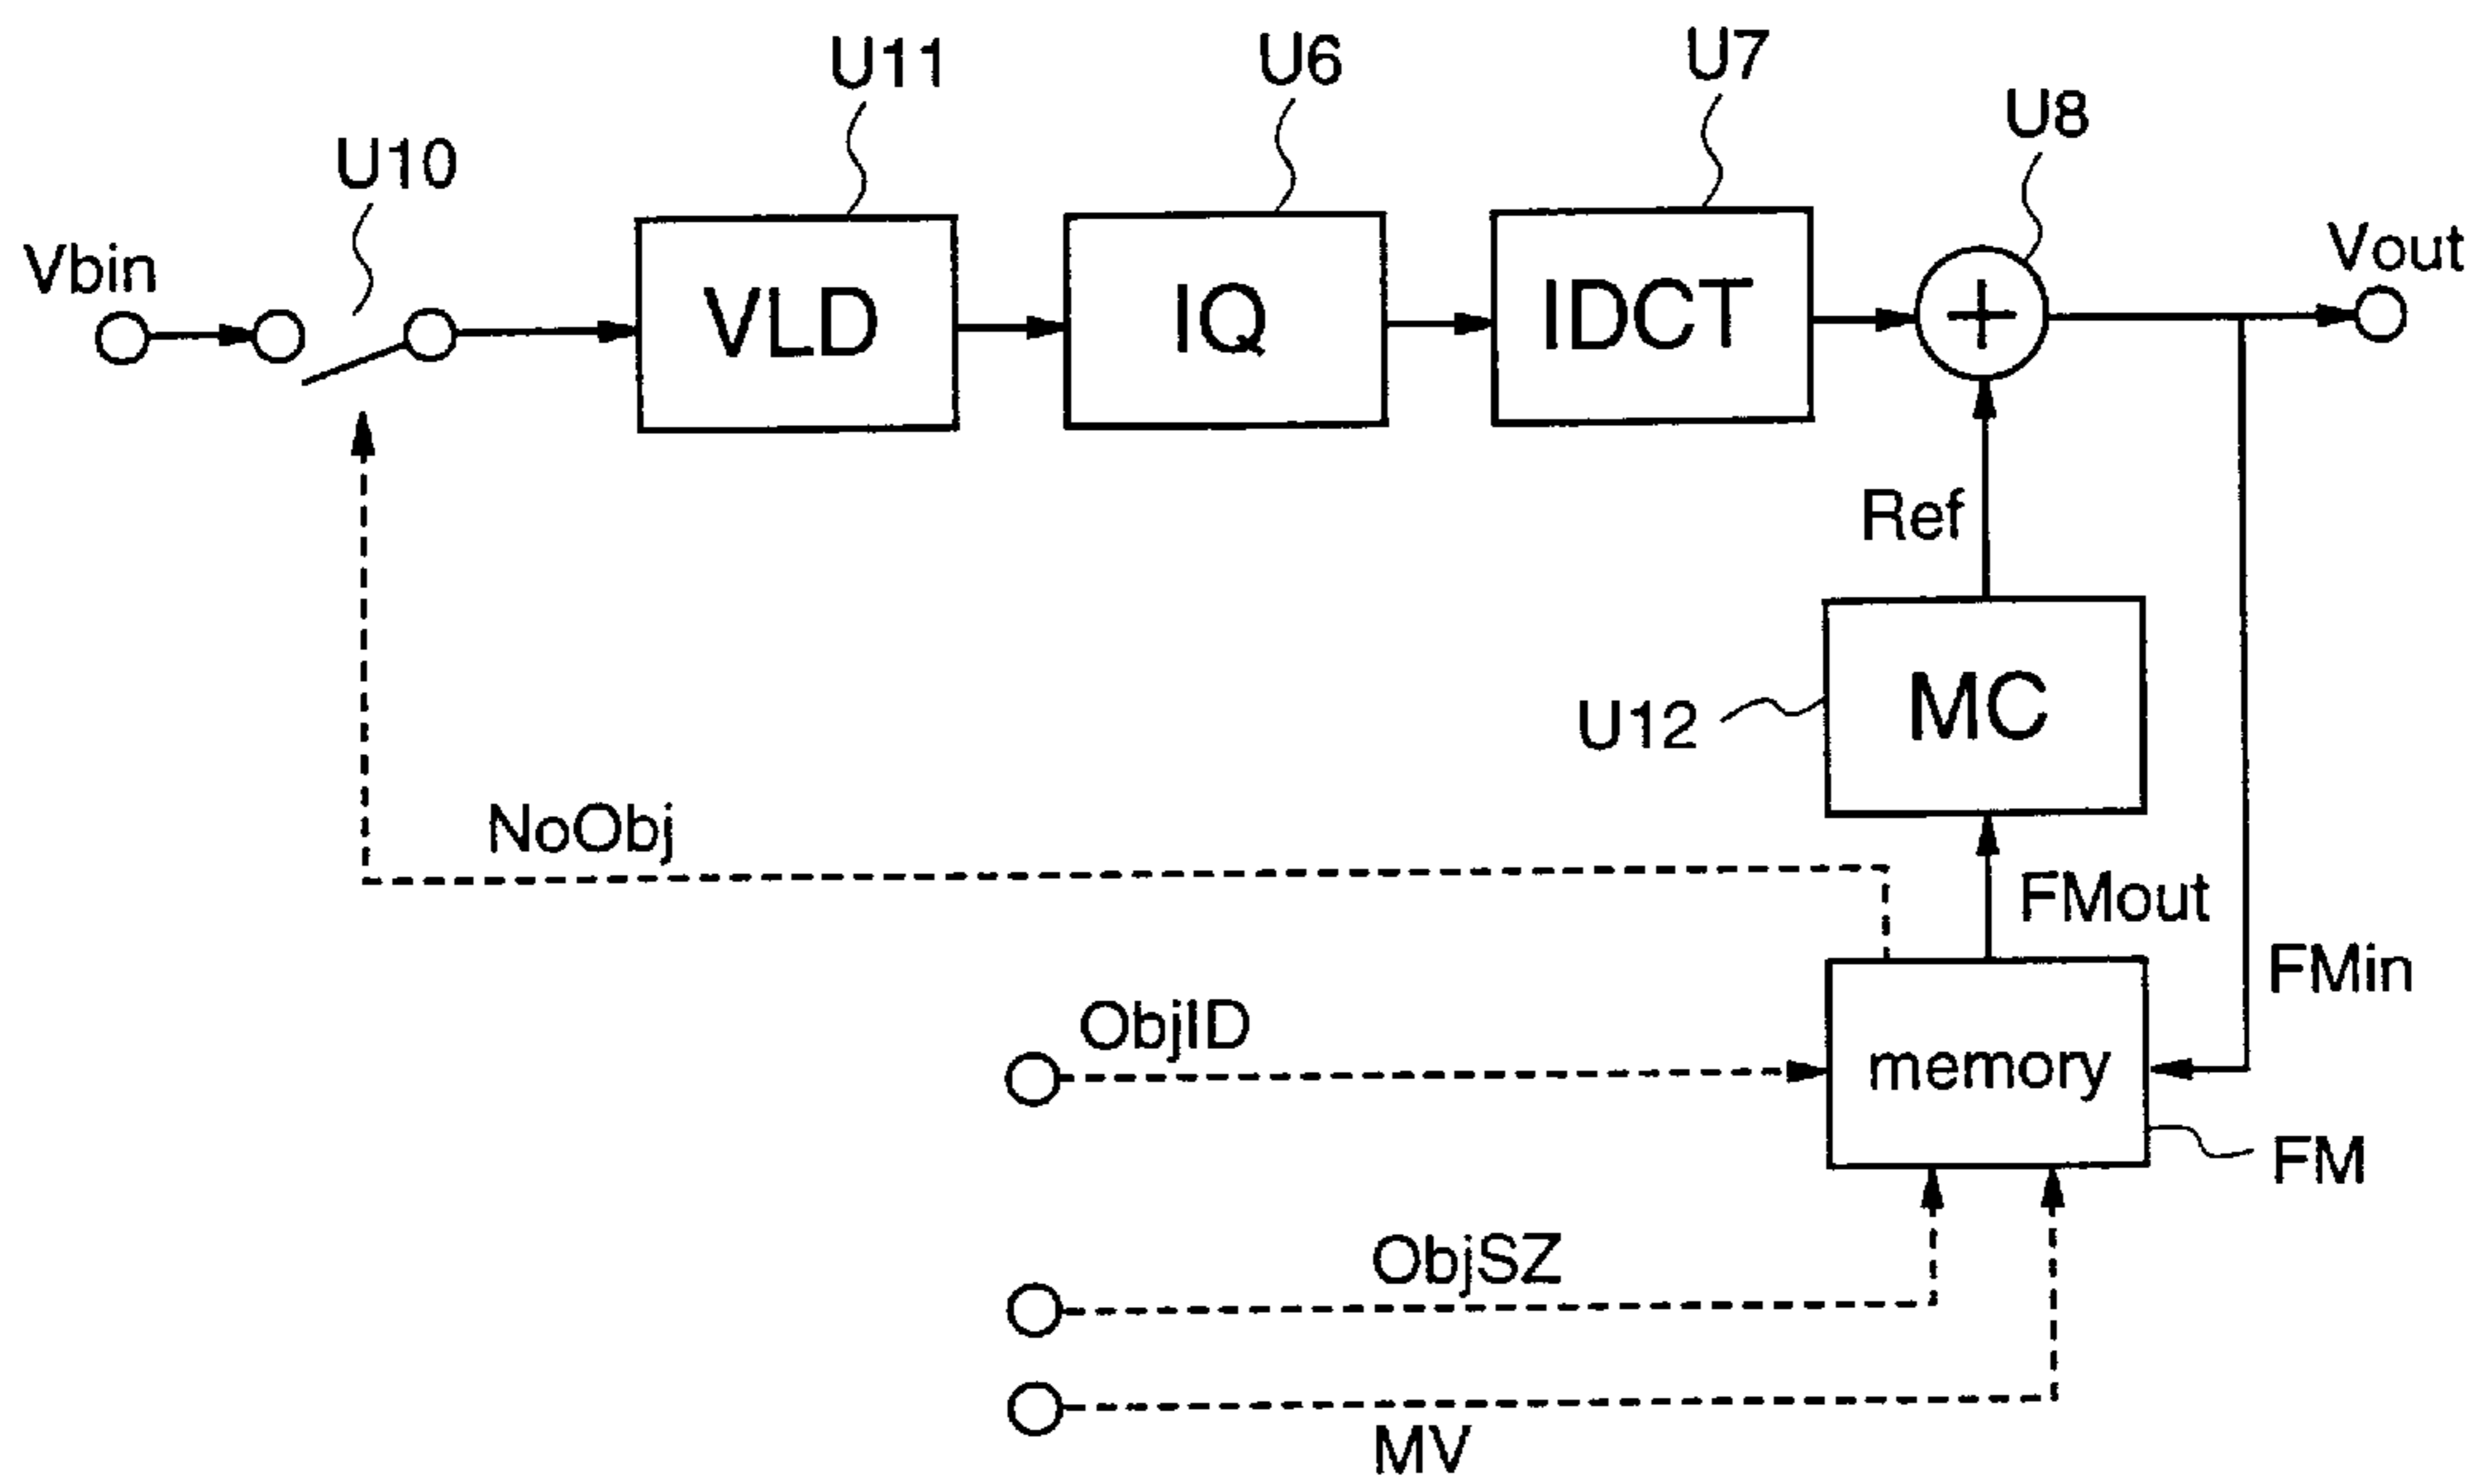 U11
U6
U7
U8
U10
Vbin
Vout
VLD
IQ
IDCT
Ref
MC
U12
NoObj
FMout
FMin
ObjID
memory
FM
ObjSZ
MV